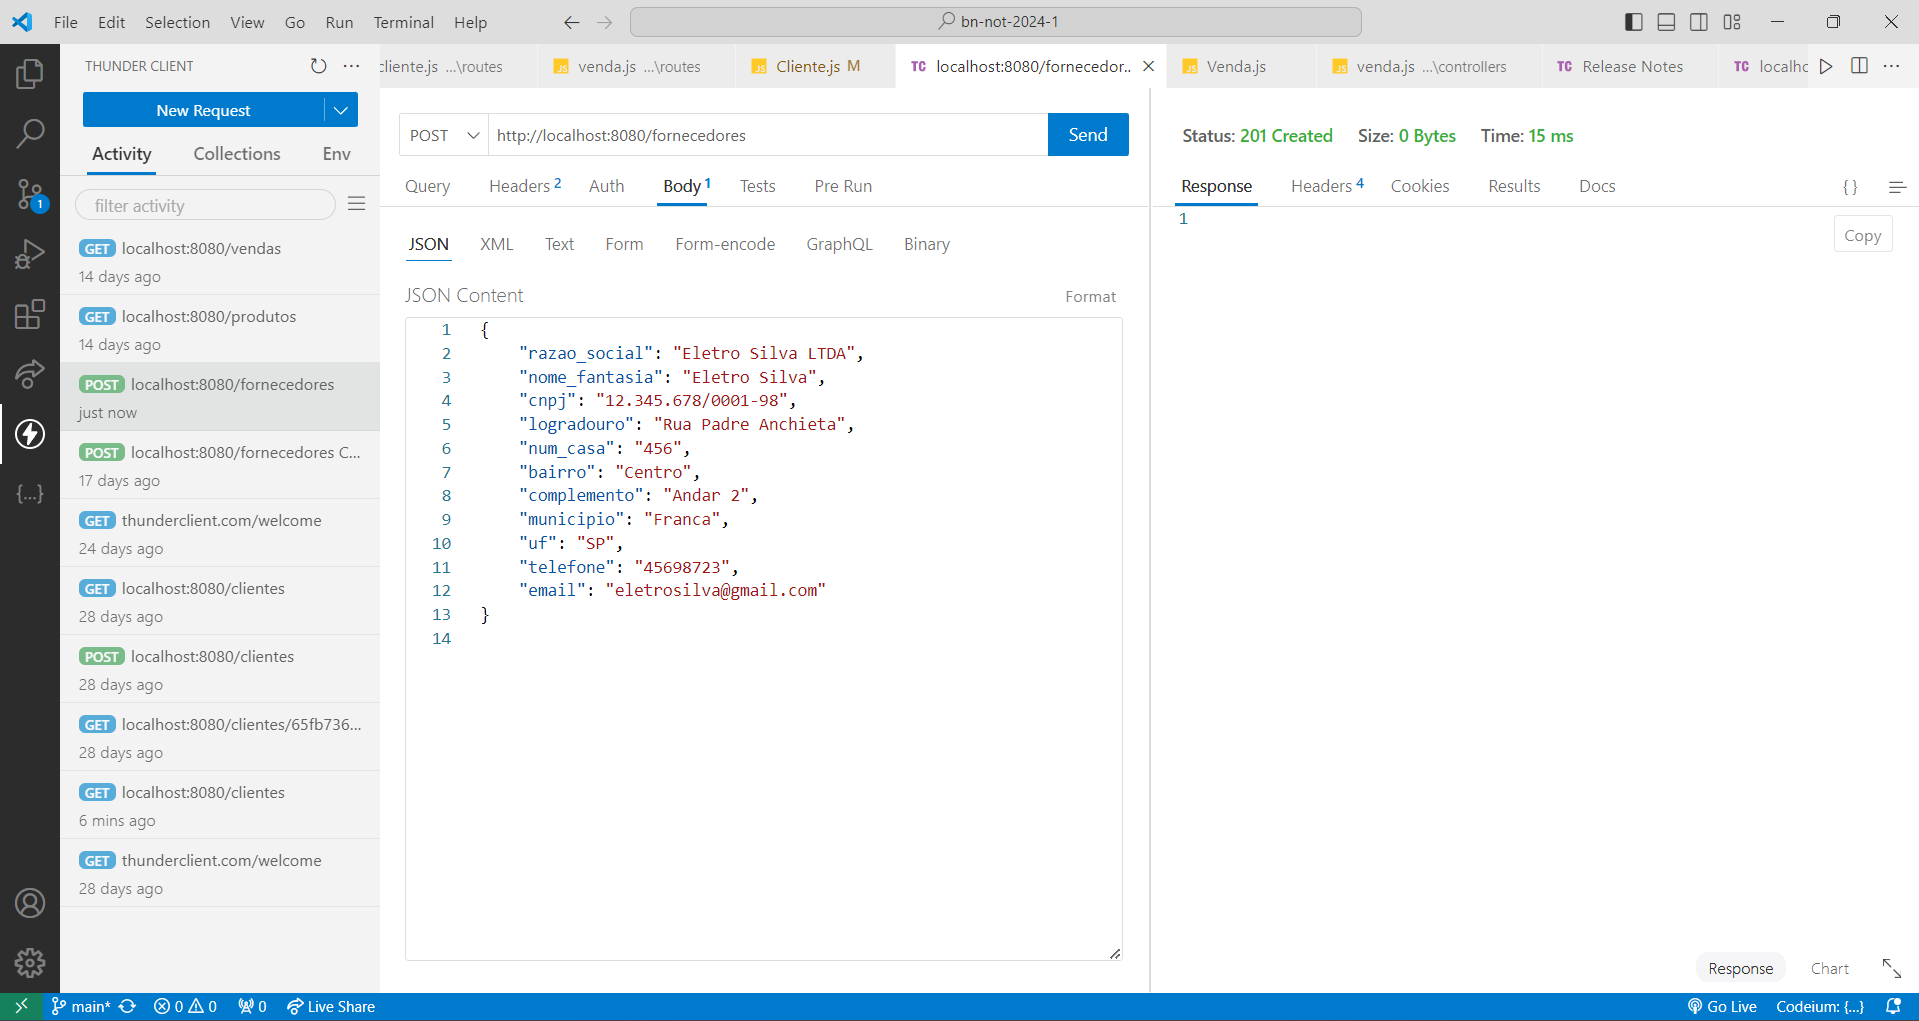 File Edit Selection View Go Run Terminal Help
bn-not-2024-1
THUNDER CLIENT
New Request
Activity Collections Env
filter activity
GET localhost:8080/vendas
14 days ago
GET localhost:8080/produtos
14 days ago
POST localhost:8080/fornecedores
just now
POST localhost:8080/fornecedores C...
17 days ago
GET thunderclient.com/welcome
24 days ago
GET localhost:8080/clientes
28 days ago
POST localhost:8080/clientes
28 days ago
GET localhost:8080/clientes/65fb736...
28 days ago
GET localhost:8080/clientes
6 mins ago
GET thunderclient.com/welcome
28 days ago
1
{...}
cliente.js ...\routes
JS venda.js ...\routes
JS Cliente.js M
TC localhost:8080/fornecedor..
JS Venda.js
JS venda.js ...\controllers
TC Release Notes
TC localhc
POST http://localhost:8080/fornecedores Send
Query Headers 2 Auth Body 1 Tests Pre Run
JSON XML Text Form Form-encode GraphQL Binary
JSON Content Format
1 {
2 "razao_social": "Eletro Silva LTDA",
3 "nome_fantasia": "Eletro Silva",
4 "cnpj": "12.345.678/0001-98",
5 "logradouro": "Rua Padre Anchieta",
6 "num_casa": "456",
7 "bairro": "Centro",
8 "complemento": "Andar 2",
9 "municipio": "Franca",
10 "uf": "SP",
11 "telefone": "45698723",
12 "email": "eletrosilva@gmail.com"
13 }
14
Status: 201 Created Size: 0 Bytes Time: 15 ms
Response Headers 4 Cookies Results Docs {}
1
Copy
Response Chart
main* 0 0 0 Live Share
Go Live Codeium: {...}